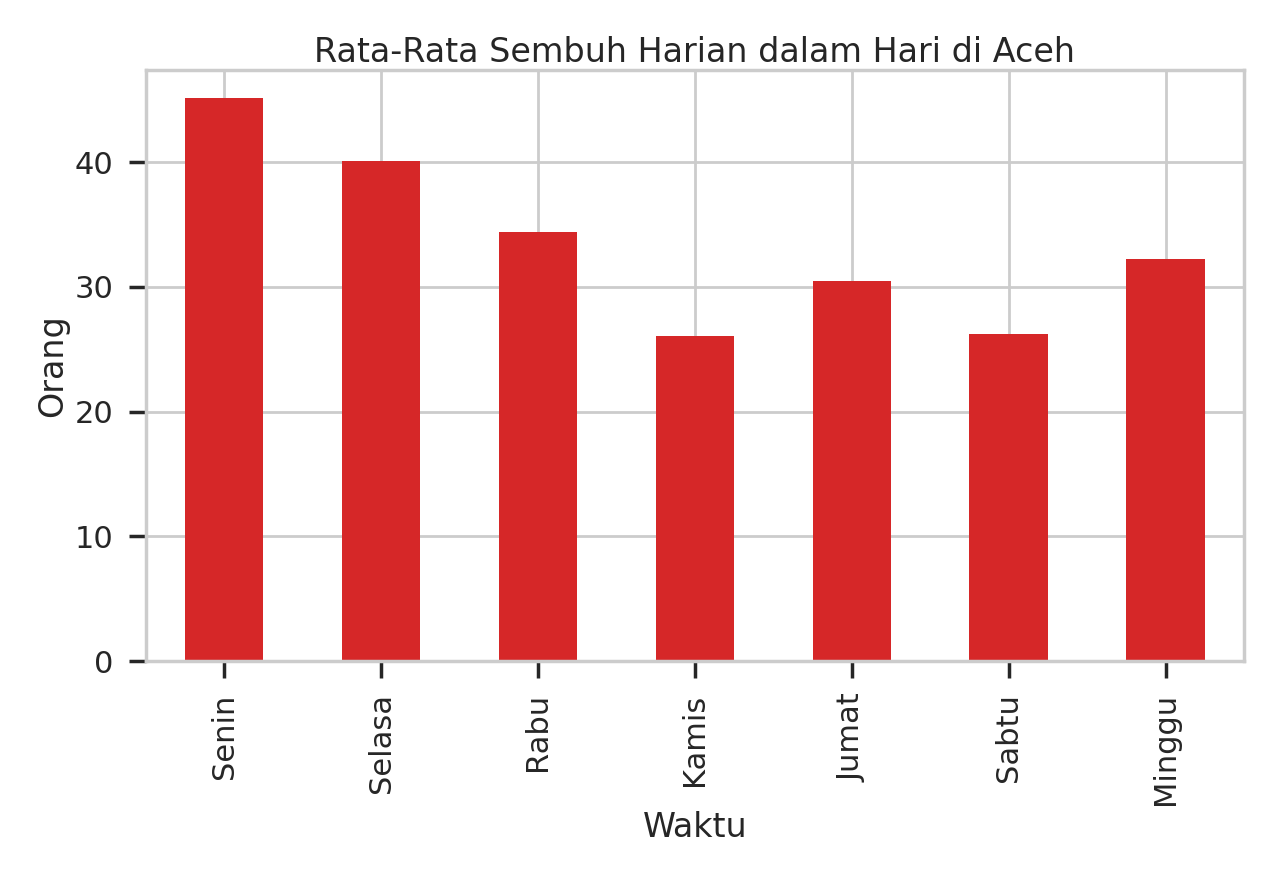 Rata-Rata Sembuh Harian dalam Hari di Aceh
Orang
40
30
20
10
0
Senin
Selasa
Rabu
Kamis
Jumat
Sabtu
Minggu
Waktu